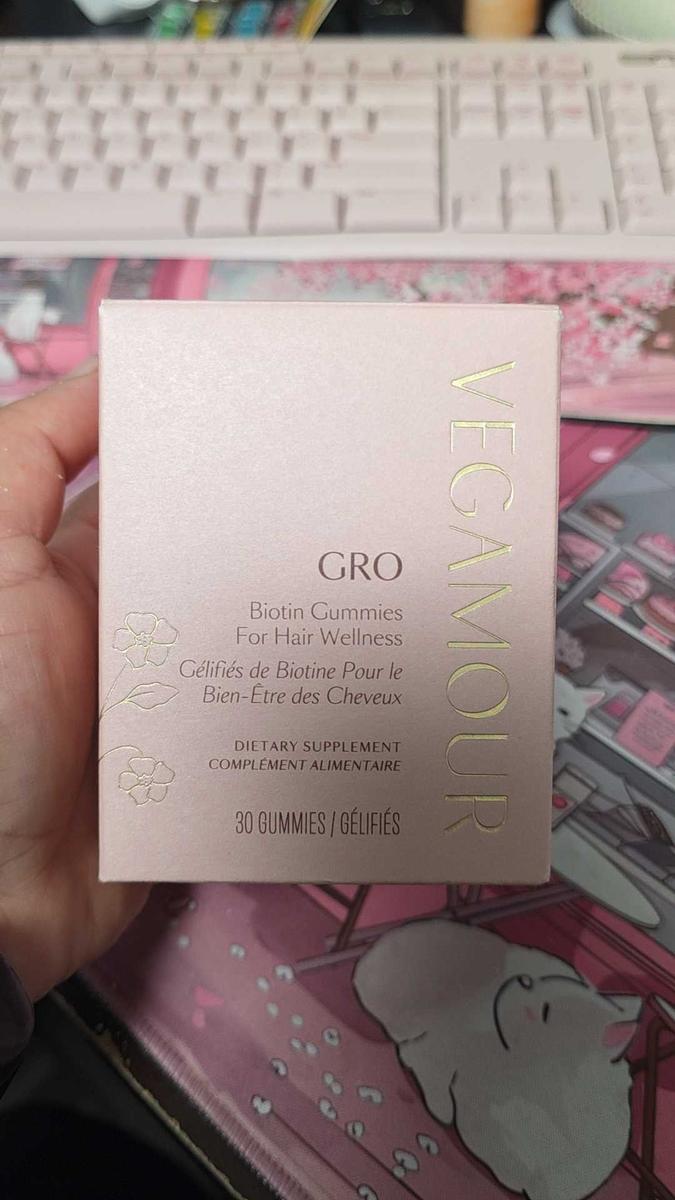 VEGAMOUR
GRO
Biotin Gummies
For Hair Wellness
Gélifiés de Biotine Pour le
Bien-Être des Cheveux
DIETARY SUPPLEMENT
COMPLÉMENT ALIMENTAIRE
30 GUMMIES / GÉLIFIÉS